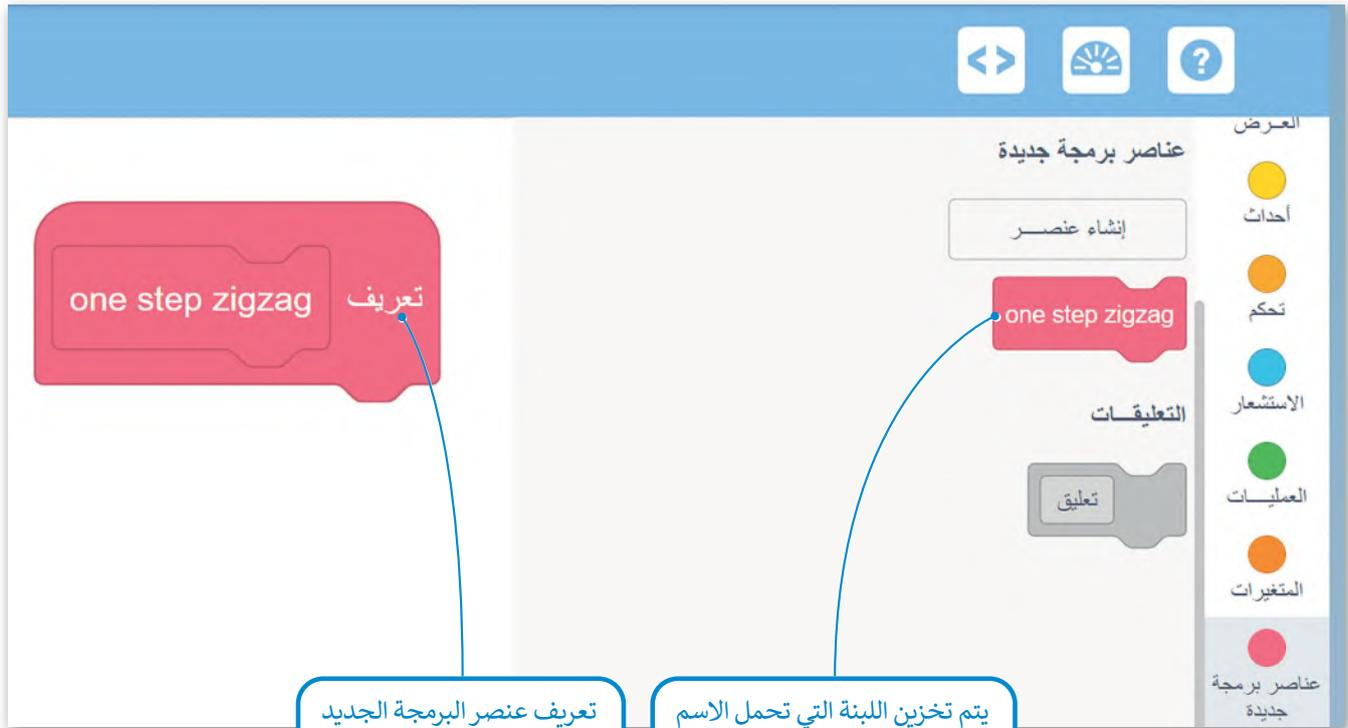 العـرض
أحداث
تحكم
الاستشعار
العمليـــات
المتغيرات
عناصر برمجة
جديدة
عناصر برمجة جديدة
إنشاء عنصـــر
one step zigzag
التعليقـــات
تعليق
تعريف one step zigzag
يتم تخزين اللبنة التي تحمل الاسم
تعريف عنصر البرمجة الجديد